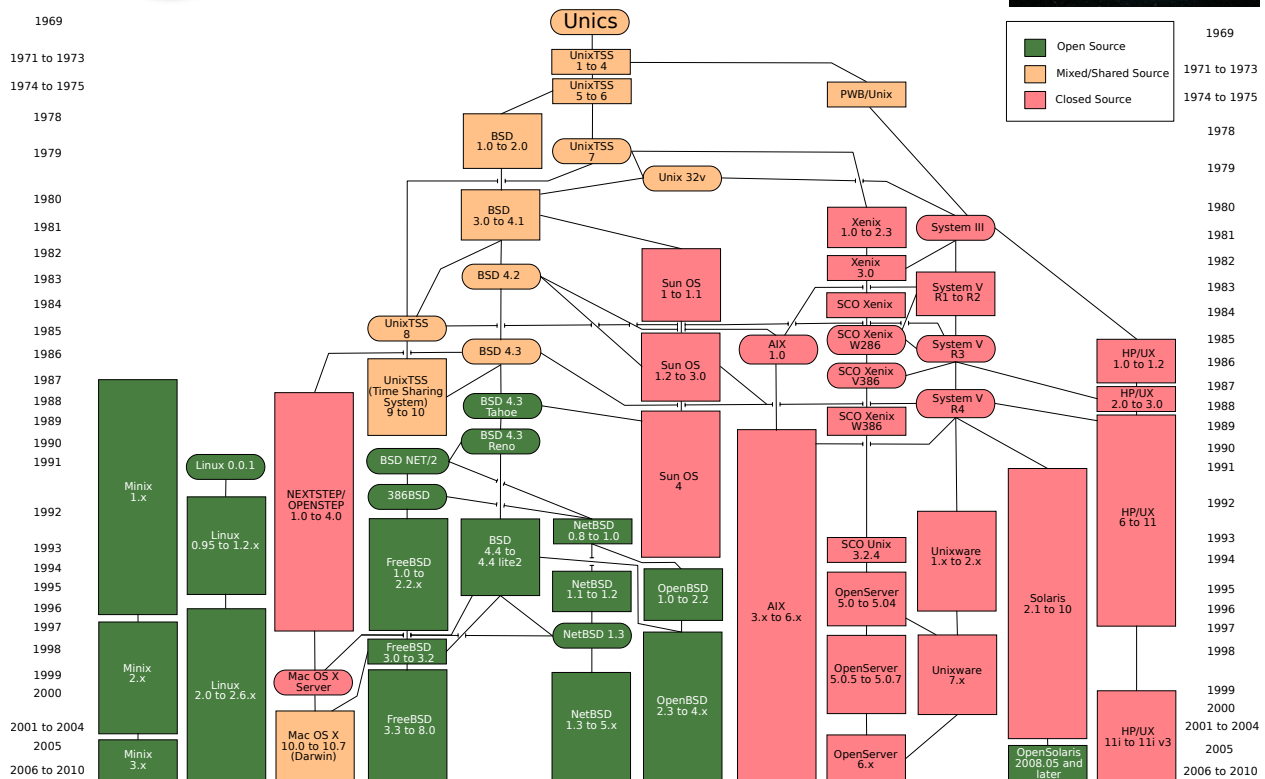 1969
1971 to 1973
1974 to 1975
1978
1979
1980
1981
1982
1983
1984
1985
1986
1987
1988
1989
1990
1991
1992
1993
1994
1995
1996
1997
1998
1999
2000
2001 to 2004
2005
2006 to 2010
Minix
1.x
Minix
2.x
Minix
3.x
Linux 0.0.1
Linux
0.95 to 1.2.x
Linux
2.0 to 2.6.x
NEXTSTEP/
OPENSTEP
1.0 to 4.0
Mac OS X
Server
Mac OS X
10.0 to 10.7
(Darwin)
UnixTSS
8
UnixTSS
(Time Sharing
System)
9 to 10
BSD NET/2
386BSD
FreeBSD
1.0 to
2.2.x
FreeBSD
3.0 to 3.2
FreeBSD
3.3 to 8.0
BSD
1.0 to 2.0
BSD
3.0 to 4.1
BSD 4.2
BSD 4.3
BSD 4.3
Tahoe
BSD 4.3
Reno
BSD
4.4 to
4.4 lite2
Unics
UnixTSS
1 to 4
UnixTSS
5 to 6
UnixTSS
7
NetBSD
0.8 to 1.0
NetBSD
1.1 to 1.2
NetBSD 1.3
NetBSD
1.3 to 5.x
Unix 32v
Sun OS
1 to 1.1
Sun OS
1.2 to 3.0
Sun OS
4
OpenBSD
1.0 to 2.2
OpenBSD
2.3 to 4.x
AIX
1.0
AIX
3.x to 6.x
PWB/Unix
Xenix
1.0 to 2.3
Xenix
3.0
SCO Xenix
SCO Xenix
W286
SCO Xenix
V386
SCO Xenix
W386
SCO Unix
3.2.4
OpenServer
5.0 to 5.04
OpenServer
5.0.5 to 5.0.7
OpenServer
6.x
System III
System V
R1 to R2
System V
R3
System V
R4
Unixware
1.x to 2.x
Unixware
7.x
Solaris
2.1 to 10
OpenSolaris
2008.05 and
later
HP/UX
1.0 to 1.2
HP/UX
2.0 to 3.0
HP/UX
6 to 11
HP/UX
11i to 11i v3
Open Source
Mixed/Shared Source
Closed Source
1969
1971 to 1973
1974 to 1975
1978
1979
1980
1981
1982
1983
1984
1985
1986
1987
1988
1989
1990
1991
1992
1993
1994
1995
1996
1997
1998
1999
2000
2001 to 2004
2005
2006 to 2010